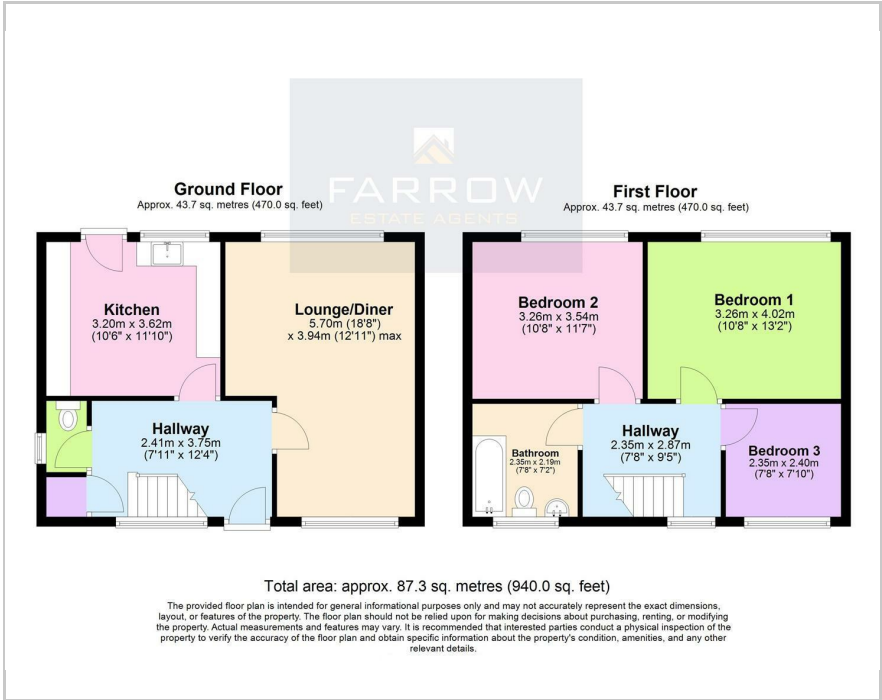 FARROW
ESTATE AGENTS
Ground Floor
Approx. 43.7 sq. metres (470.0 sq. feet)
Kitchen
3.20m x 3.62m
(10'6" x 11'10")
Lounge/Diner
5.70m (18'8")
x 3.94m (12'11") max
Hallway
2.41m x 3.75m
(7'11" x 12'4")
First Floor
Approx. 43.7 sq. metres (470.0 sq. feet)
Bedroom 2
3.26m x 3.54m
(10'8" x 11'7")
Bedroom 1
3.26m x 4.02m
(10'8" x 13'2")
Bathroom
2.35m x 2.19m
(7'8" x 7'2")
Hallway
2.35m x 2.87m
(7'8" x 9'5")
Bedroom 3
2.35m x 2.40m
(7'8" x 7'10")
Total area: approx. 87.3 sq. metres (940.0 sq. feet)
The provided floor plan is intended for general informational purposes only and may not accurately represent the exact dimensions,
layout, or features of the property. The floor plan should not be relied upon for making decisions about purchasing, renting, or modifying
the property. Actual measurements and features may vary. It is recommended that interested parties conduct a physical inspection of the
property to verify the accuracy of the floor plan and obtain specific information about the property's condition, amenities, and any other
relevant details.